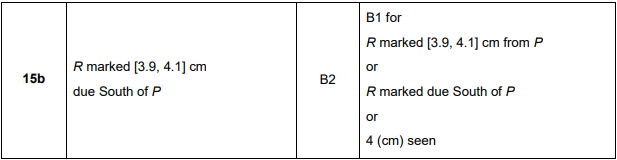 15b
R marked [3.9, 4.1] cm
due South of P
B2
B1 for
R marked [3.9, 4.1] cm from P
or
R marked due South of P
or
4 (cm) seen